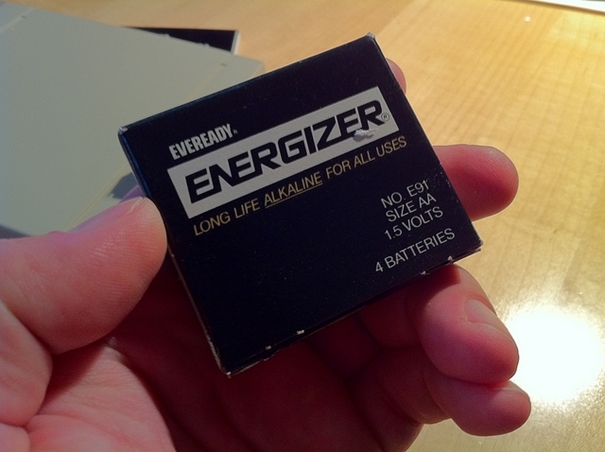 EVEREADY®
ENERGIZER®
LONG LIFE ALKALINE FOR ALL USES
NO. E91
SIZE AA
1.5 VOLTS
4 BATTERIES